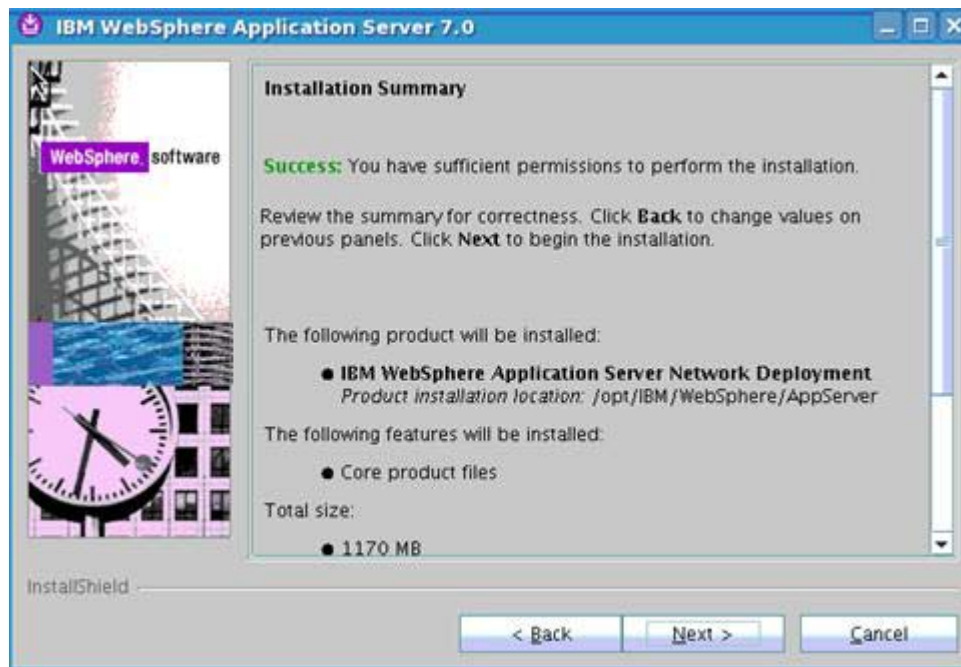 IBM WebSphere Application Server 7.0
WebSphere. software
Installation Summary
Success: You have sufficient permissions to perform the installation.
Review the summary for correctness. Click Back to change values on
previous panels. Click Next to begin the installation.
The following product will be installed:
● IBM WebSphere Application Server Network Deployment
Product installation location: /opt/IBM/WebSphere/AppServer
The following features will be installed:
● Core product files
Total size:
● 1170 MB
InstallShield
< Back
Next >
Cancel